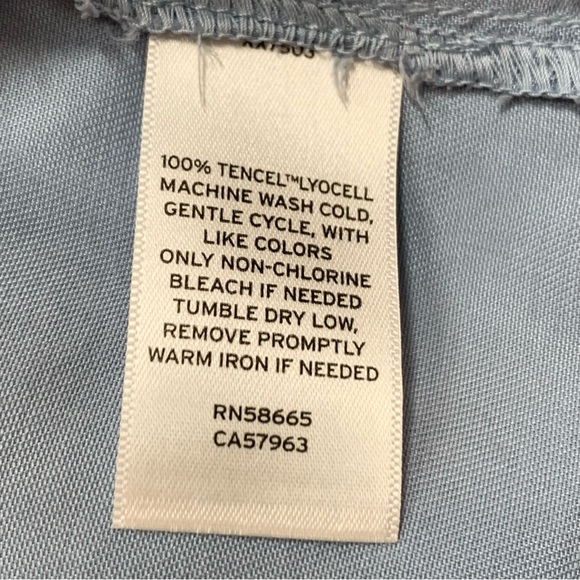 100% TENCEL™LYOCELL
MACHINE WASH COLD,
GENTLE CYCLE, WITH
LIKE COLORS
ONLY NON-CHLORINE
BLEACH IF NEEDED
TUMBLE DRY LOW,
REMOVE PROMPTLY
WARM IRON IF NEEDED
RN58665
CA57963